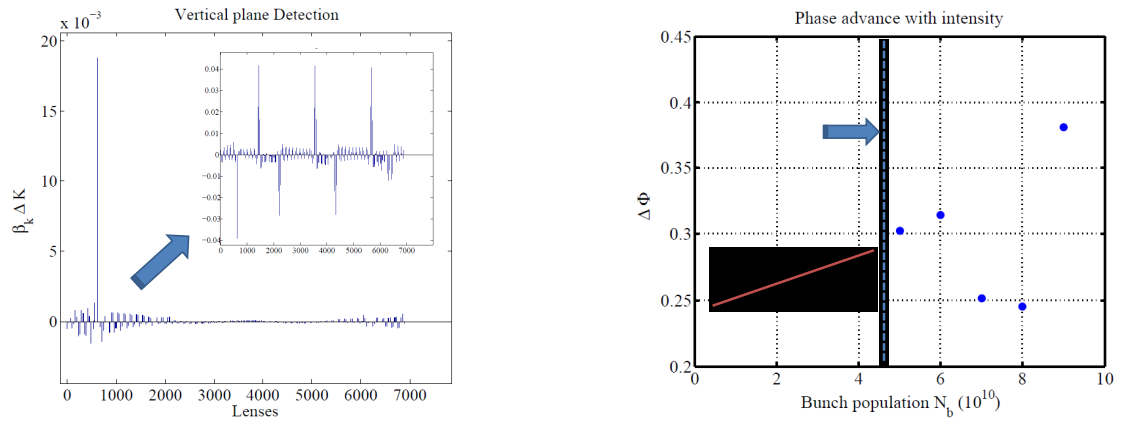 Vertical plane Detection
x 10⁻³
20
15
10
5
0
β_k Δ K
0 1000 2000 3000 4000 5000 6000 7000
Lenses
0.04
0.03
0.02
0.01
0
−0.01
−0.02
−0.03
−0.04
0 1000 2000 3000 4000 5000 6000 7000
Phase advance with intensity
0.45
0.4
0.35
0.3
0.25
0.2
Δ Φ
0 2 4 6 8 10
Bunch population N_b (10¹⁰)